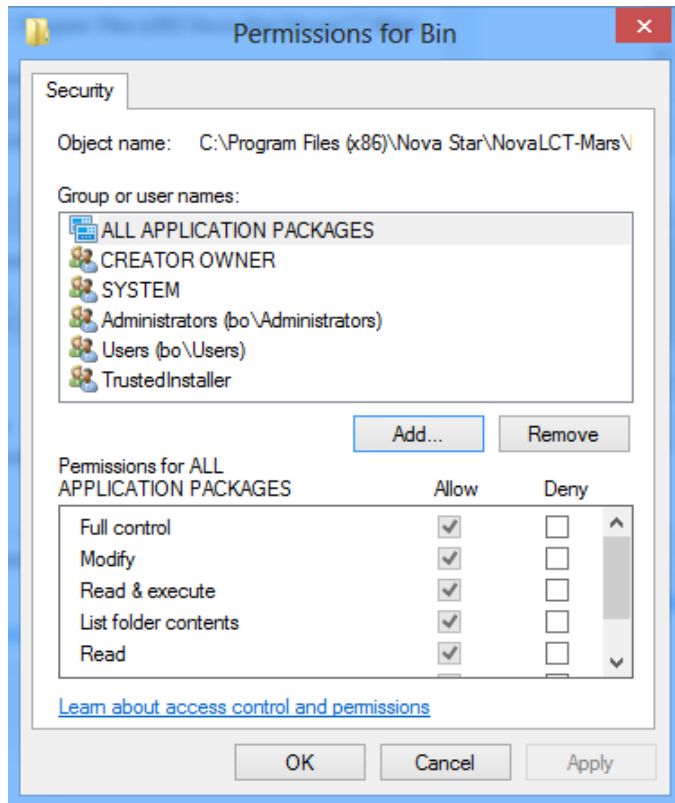 Permissions for Bin
Security
Object name: C:\Program Files (x86)\Nova Star\NovaLCT-Mars\
Group or user names:
ALL APPLICATION PACKAGES
CREATOR OWNER
SYSTEM
Administrators (bo\Administrators)
Users (bo\Users)
TrustedInstaller
Add... Remove
Permissions for ALL
APPLICATION PACKAGES Allow Deny
Full control
Modify
Read & execute
List folder contents
Read
Learn about access control and permissions
OK Cancel Apply